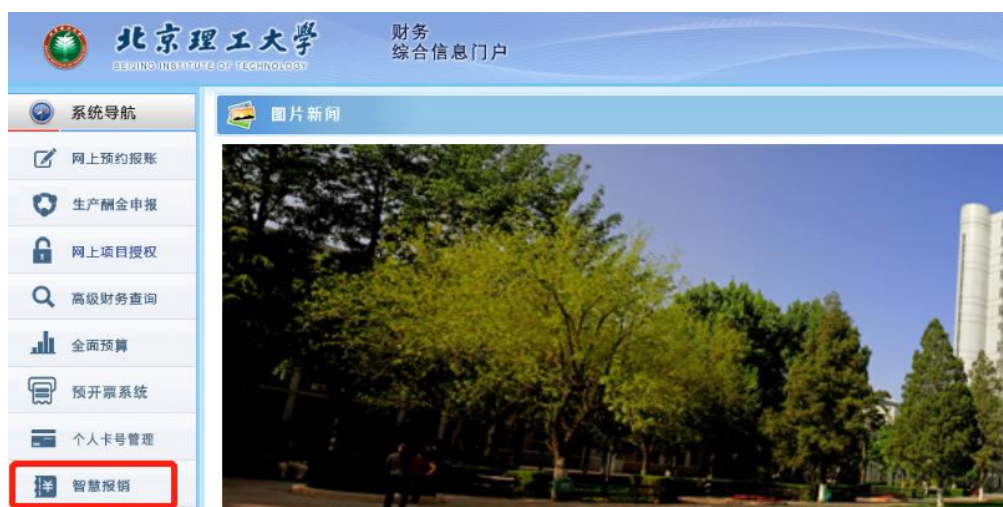 北京理工大学
BEIJING INSTITUTE OF TECHNOLOGY
财务
综合信息门户
系统导航
图片新闻
网上预约报账
生产酬金申报
网上项目授权
高级财务查询
全面预算
预开票系统
个人卡号管理
智慧报销